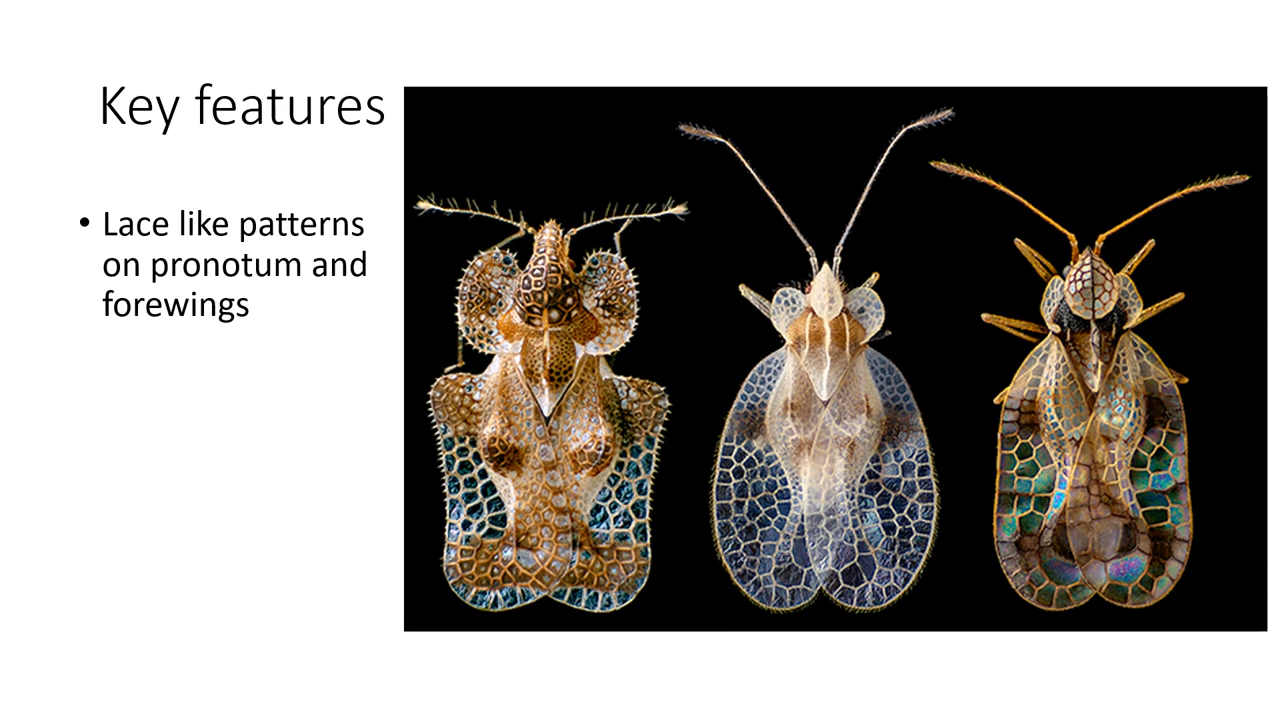 Key features
• Lace like patterns
on pronotum and
forewings